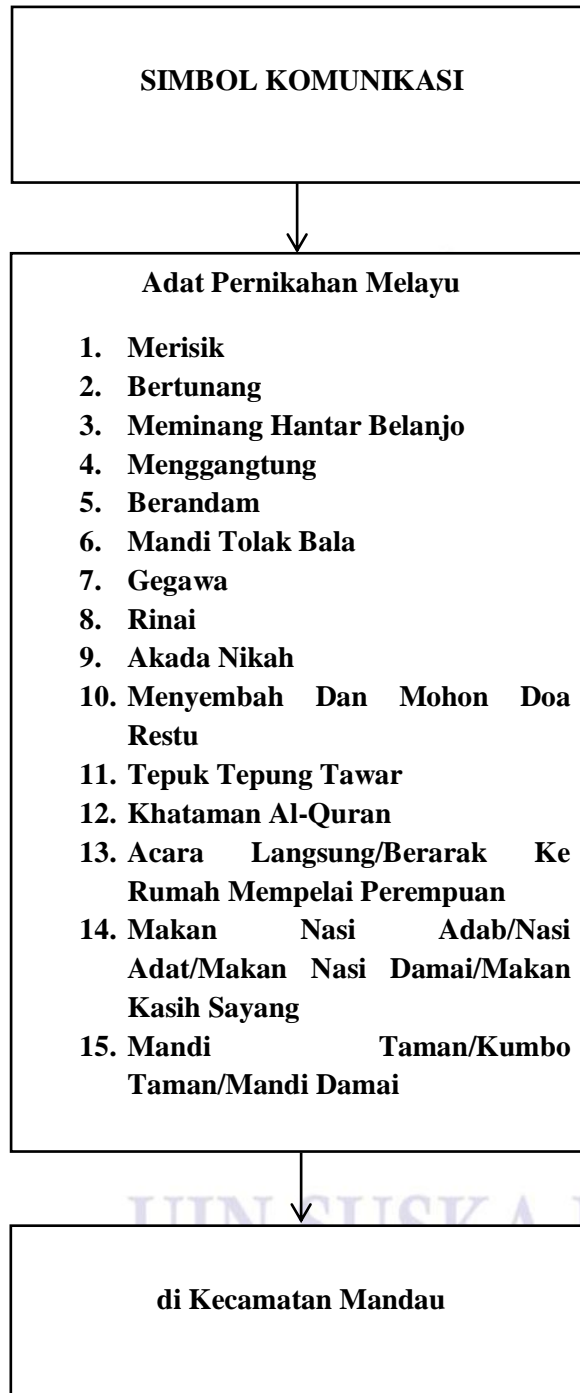 SIMBOL KOMUNIKASI
Adat Pernikahan Melayu
1. Merisik
2. Bertunang
3. Meminang Hantar Belanjo
4. Menggangtung
5. Berandam
6. Mandi Tolak Bala
7. Gegawa
8. Rinai
9. Akada Nikah
10. Menyembah Dan Mohon Doa
Restu
11. Tepuk Tepung Tawar
12. Khataman Al-Quran
13. Acara Langsung/Berarak Ke
Rumah Mempelai Perempuan
14. Makan Nasi Adab/Nasi
Adat/Makan Nasi Damai/Makan
Kasih Sayang
15. Mandi Taman/Kumbo
Taman/Mandi Damai
UIN SUSKA
di Kecamatan Mandau